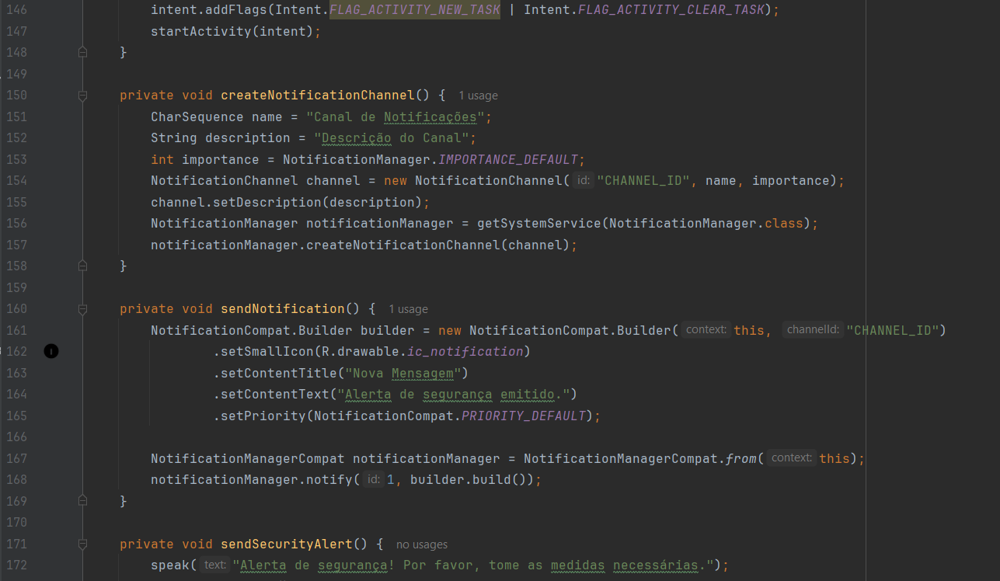 146 intent.addFlags(Intent.FLAG_ACTIVITY_NEW_TASK | Intent.FLAG_ACTIVITY_CLEAR_TASK);
147 startActivity(intent);
148 }
149
150 private void createNotificationChannel() { 1 usage
151 CharSequence name = "Canal de Notificações";
152 String description = "Descrição do Canal";
153 int importance = NotificationManager.IMPORTANCE_DEFAULT;
154 NotificationChannel channel = new NotificationChannel( id: "CHANNEL_ID", name, importance);
155 channel.setDescription(description);
156 NotificationManager notificationManager = getSystemService(NotificationManager.class);
157 notificationManager.createNotificationChannel(channel);
158 }
159
160 private void sendNotification() { 1 usage
161 NotificationCompat.Builder builder = new NotificationCompat.Builder( context: this, channelId: "CHANNEL_ID")
162 .setSmallIcon(R.drawable.ic_notification)
163 .setContentTitle("Nova Mensagem")
164 .setContentText("Alerta de segurança emitido.")
165 .setPriority(NotificationCompat.PRIORITY_DEFAULT);
166
167 NotificationManagerCompat notificationManager = NotificationManagerCompat.from( context: this);
168 notificationManager.notify( id: 1, builder.build());
169 }
170
171 private void sendSecurityAlert() { no usages
172 speak( text: "Alerta de segurança! Por favor, tome as medidas necessárias.");